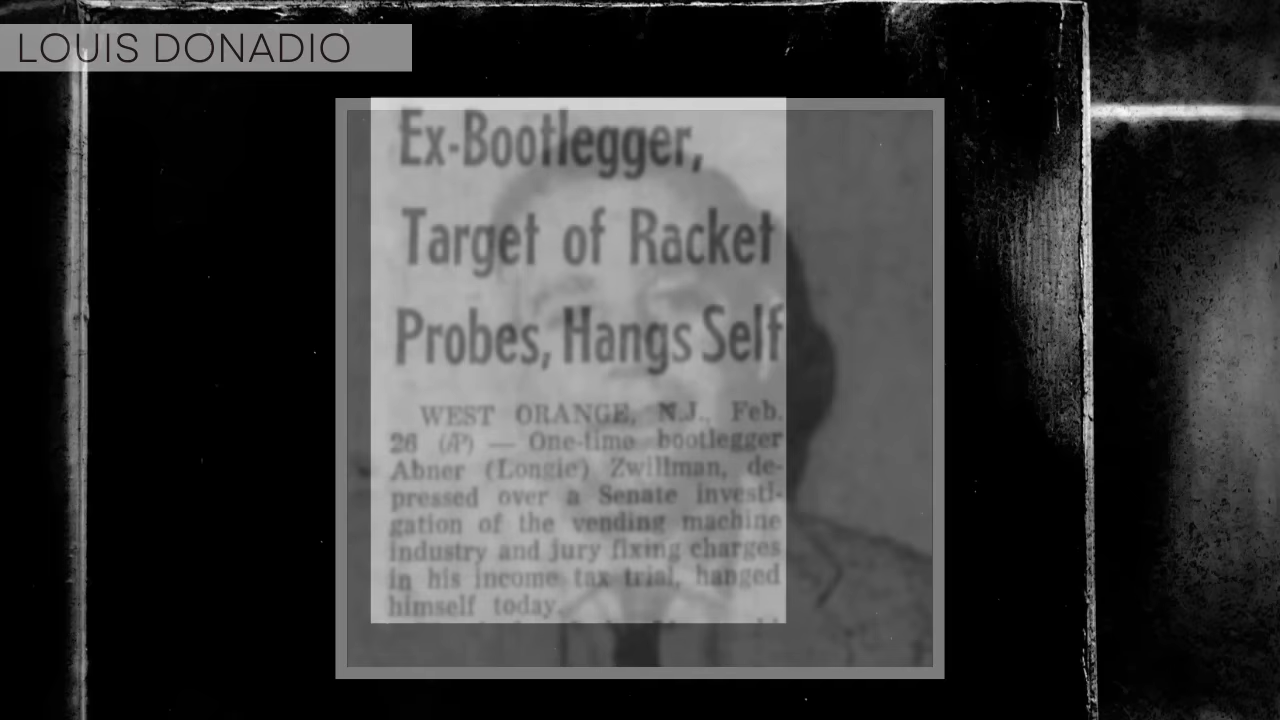 LOUIS DONADIO
Ex-Bootlegger,
Target of Racket
Probes, Hangs Self
WEST ORANGE, N.J., Feb.
26 (AP) — One-time bootlegger
Abner (Longie) Zwillman, de-
pressed over a Senate investi-
gation of the vending machine
industry and jury fixing charges
in his income tax trial, hanged
himself today.